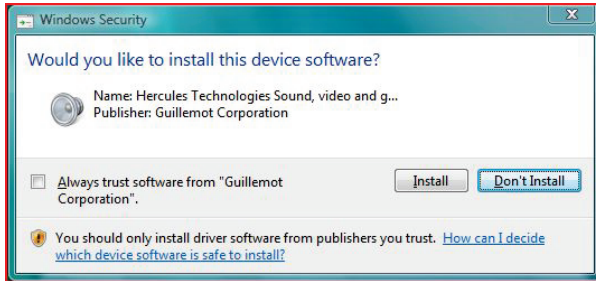 Windows Security
Would you like to install this device software?
Name: Hercules Technologies Sound, video and g...
Publisher: Guillemot Corporation
Always trust software from "Guillemot
Corporation".
Install
Don't Install
You should only install driver software from publishers you trust. How can I decide
which device software is safe to install?